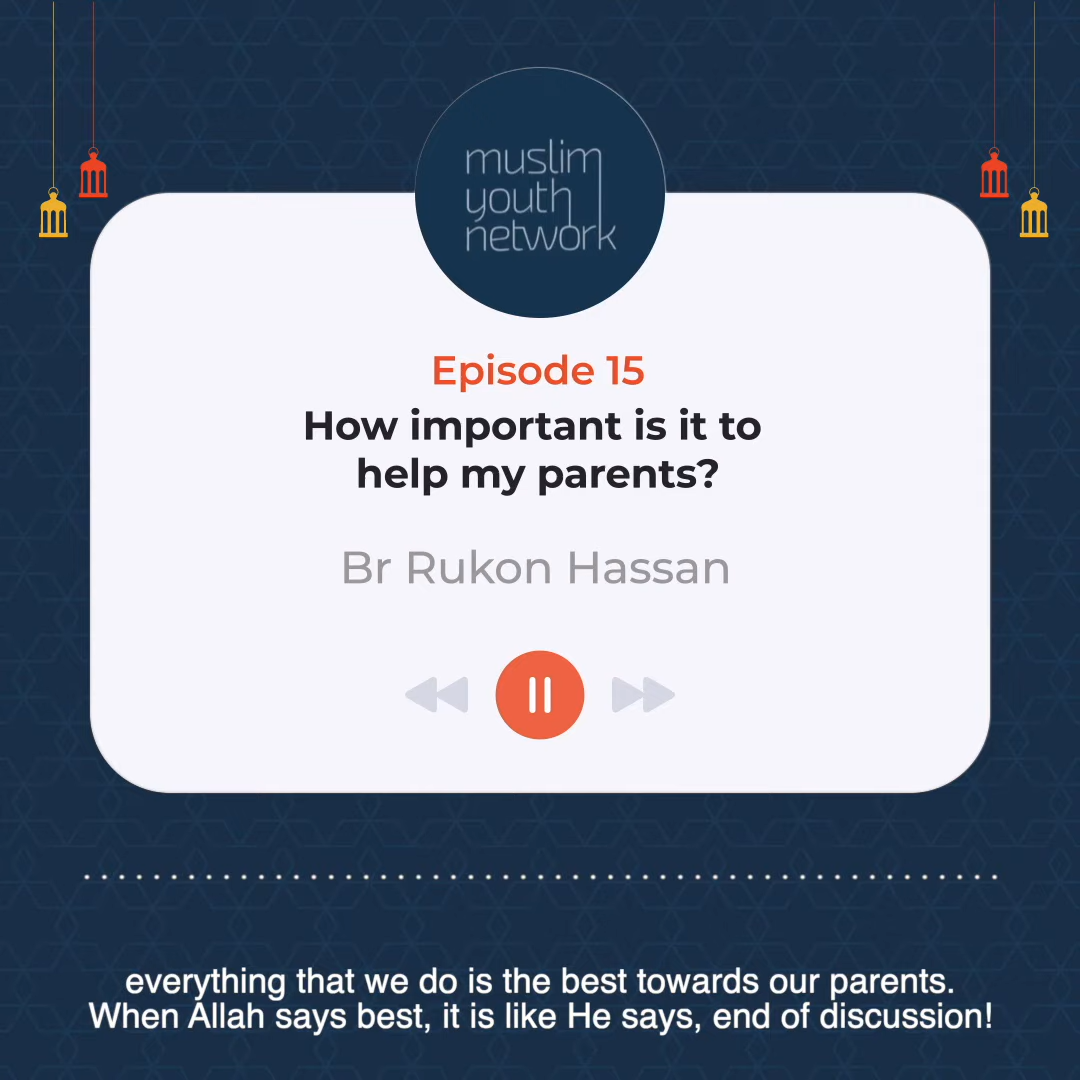 muslim
youth
network
Episode 15
How important is it to
help my parents?
Br Rukon Hassan
everything that we do is the best towards our parents.
When Allah says best, it is like He says, end of discussion!